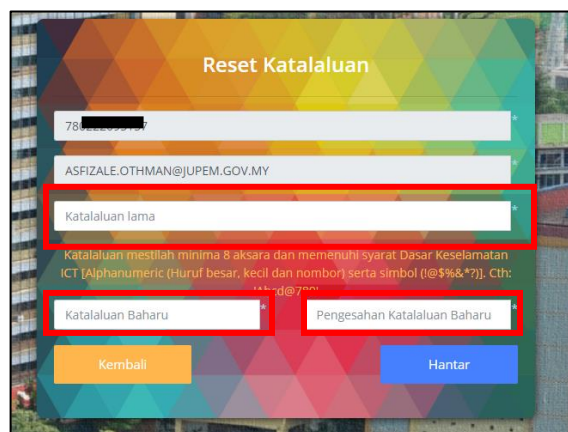 Reset Katalaluan
*
ASFIZALE.OTHMAN@JUPEM.GOV.MY *
Katalaluan lama *
Katalaluan mestilah minima 8 aksara dan memenuhi syarat Dasar Keselamatan
ICT [Alphanumeric (Huruf besar, kecil dan nombor) serta simbol (!@$%&*?)]. Cth:
Katalaluan Baharu * Pengesahan Katalaluan Baharu *
Kembali Hantar